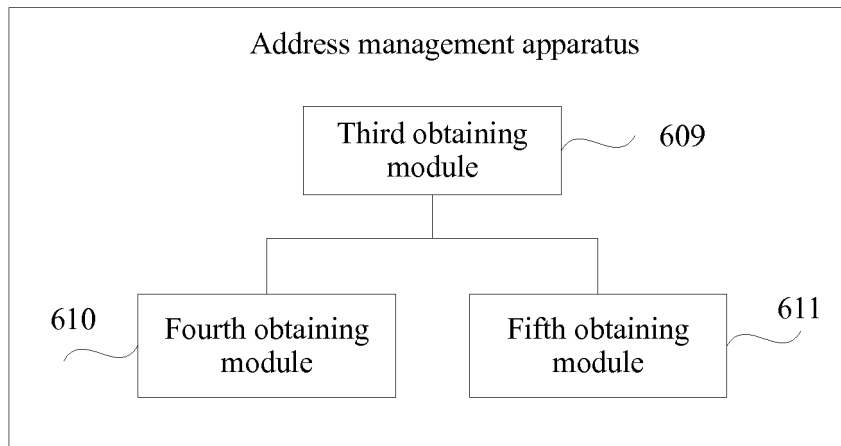 Address management apparatus
Third obtaining
module
609
610
Fourth obtaining
module
Fifth obtaining
module
611